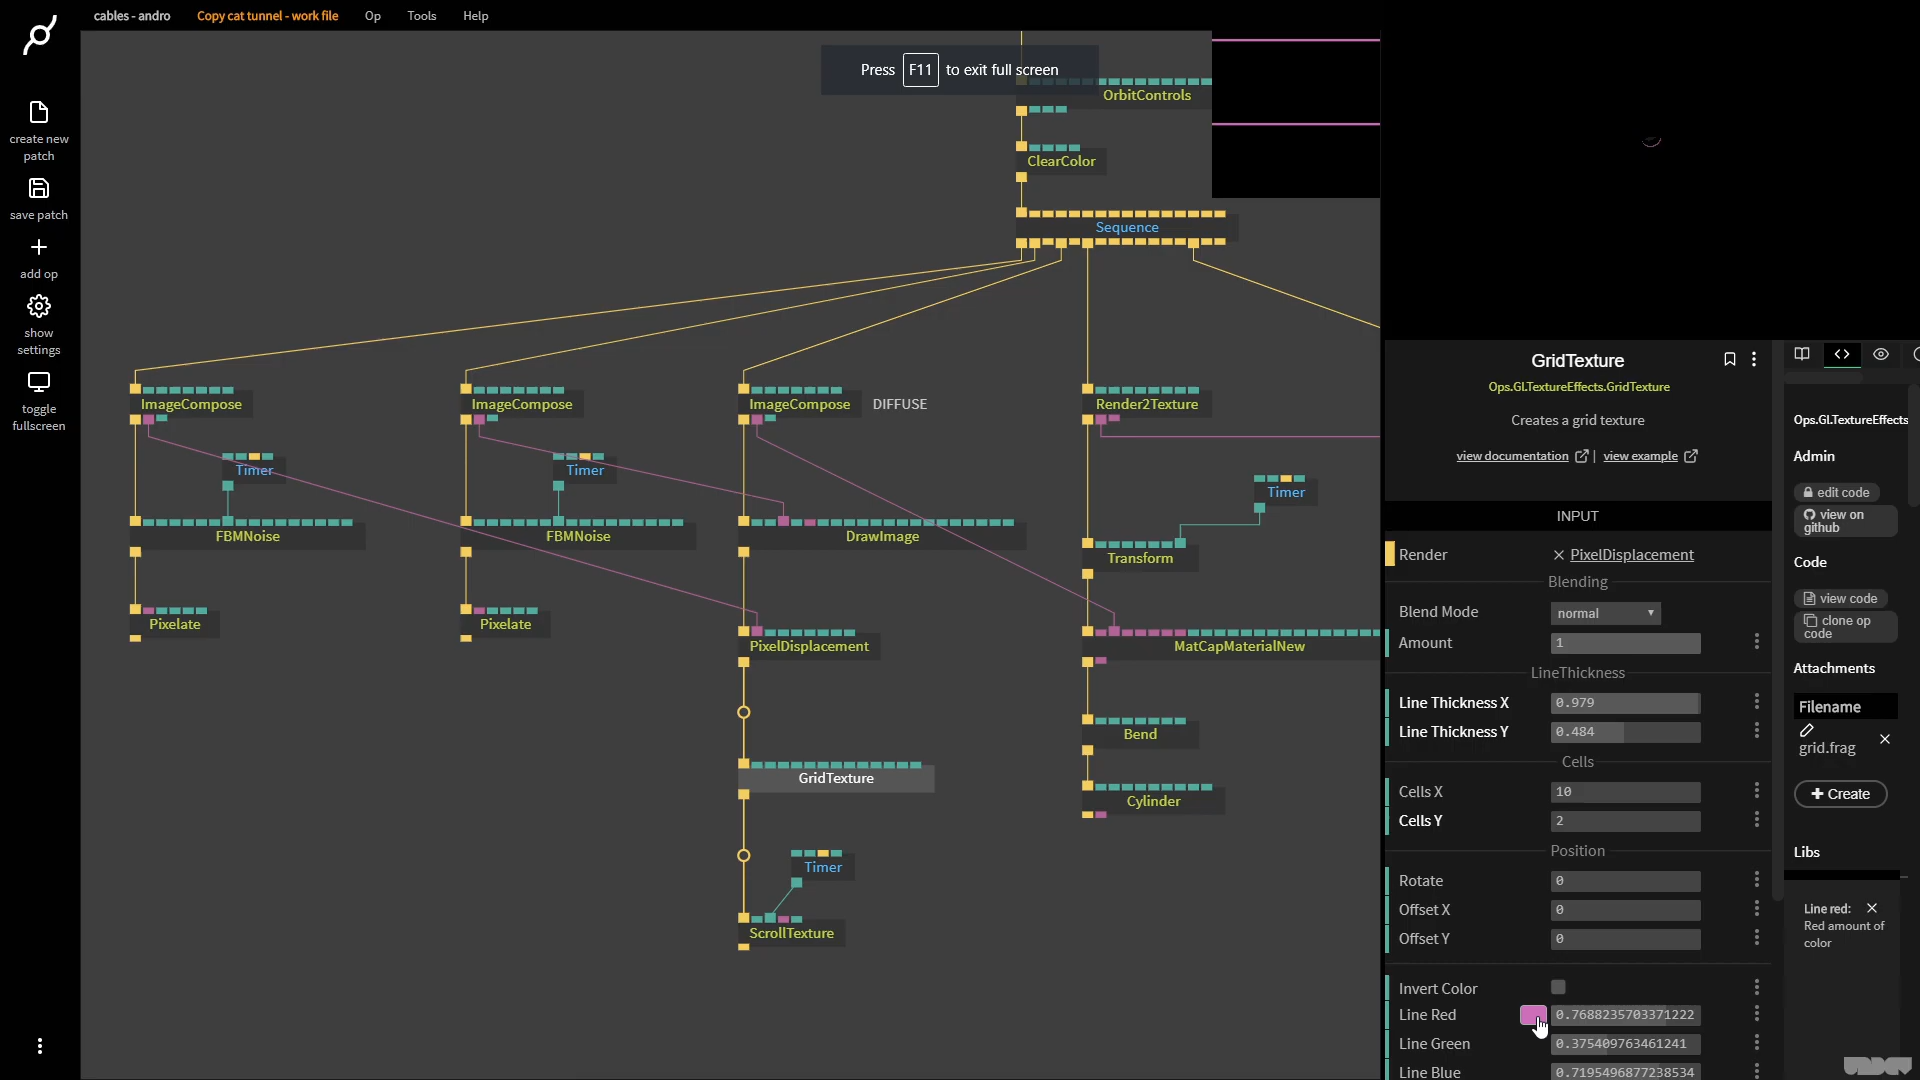 cables - andro
Copy cat tunnel - work file
Op
Tools
Help
create new
patch
save patch
add op
show
settings
toggle
fullscreen
Press F11 to exit full screen
OrbitControls
ClearColor
Sequence
ImageCompose
ImageCompose
ImageCompose
DIFFUSE
Render2Texture
Timer
Timer
Timer
FBMNoise
FBMNoise
DrawImage
Transform
Pixelate
Pixelate
PixelDisplacement
MatCapMaterialNew
Bend
GridTexture
Cylinder
Timer
ScrollTexture
GridTexture
Ops.Gl.TextureEffects.GridTexture
Creates a grid texture
view documentation | view example
INPUT
Render
PixelDisplacement
Blending
Blend Mode
normal
Amount
1
LineThickness
Line Thickness X
0.979
Line Thickness Y
0.484
Cells
Cells X
10
Cells Y
2
Position
Rotate
0
Offset X
0
Offset Y
0
Invert Color
Line Red
0.7688235703371222
Line Green
0.375409763461241
Line Blue
0.7195496877238534
Ops.Gl.TextureEffects
Admin
edit code
view on
github
Code
view code
clone op
code
Attachments
Filename
grid.frag
+ Create
Libs
Line red:
Red amount of
color
UNDEV